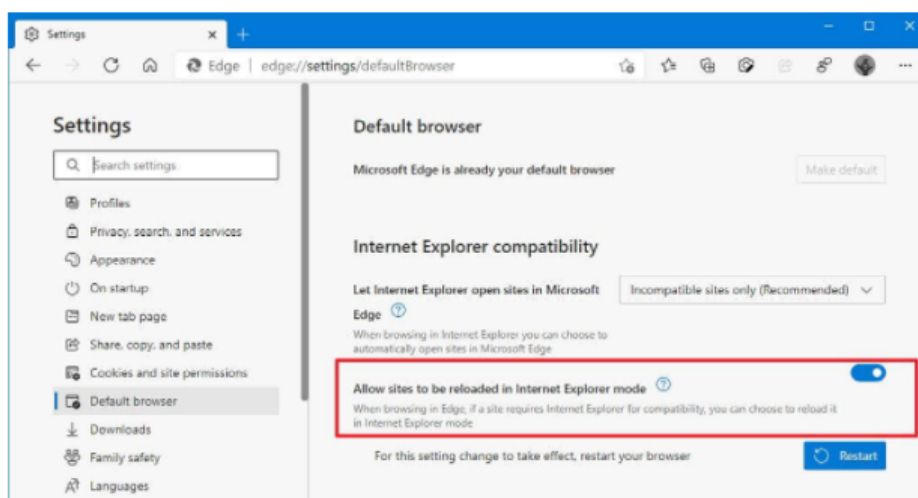 Settings
Edge | edge://settings/defaultBrowser
Settings
Search settings
Profiles
Privacy, search, and services
Appearance
On startup
New tab page
Share, copy, and paste
Cookies and site permissions
Default browser
Downloads
Family safety
Languages
Default browser
Microsoft Edge is already your default browser
Make default
Internet Explorer compatibility
Let Internet Explorer open sites in Microsoft
Edge
Incompatible sites only (Recommended)
When browsing in Internet Explorer you can choose to
automatically open sites in Microsoft Edge
Allow sites to be reloaded in Internet Explorer mode
When browsing in Edge, if a site requires Internet Explorer for compatibility, you can choose to reload it
in Internet Explorer mode
For this setting change to take effect, restart your browser
Restart